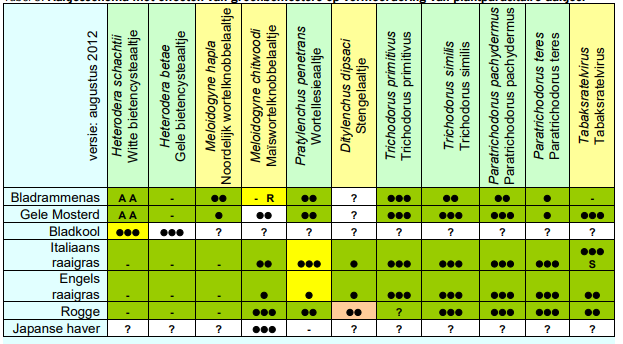 versie: augustus 2012
Heterodera schachtii
Witte bietencysteaaltje
Heterodera betae
Gele bietencysteaaltje
Meloidogyne hapla
Noordelijk wortelknobbelaaltje
Meloidogyne chitwoodi
Maïswortelknobbelaaltje
Pratylenchus penetrans
Wortellesieaaltje
Ditylenchus dipsaci
Stengelaaltje
Trichodorus primitivus
Trichodorus primitivus
Trichodorus similis
Trichodorus similis
Paratrichodorus pachydermus
Paratrichodorus pachydermus
Paratrichodorus teres
Paratrichodorus teres
Tabaksratelvirus
Tabaksratelvirus
Bladrammenas A A - ●● - R ●● ? ●●● ●● ●● ● -
Gele Mosterd A A - ● ●● ●● ? ●●● ●●● ●●● ● ●●●
Bladkool ●●● ●●● ? ? ? ? ? ? ? ? ?
Italiaans ●●●
raaigras - - - ●● ●●● ● ●●● ●●● ●●● ●●● S
Engels
raaigras - - - ● ● ● ●●● ●●● ●●● ●●● ●●
Rogge - - - ●●● ●● ●● ? ●●● ●●● ●●● ●●
Japanse haver ? ? ? ●●● - ? ? ? ? ? ?